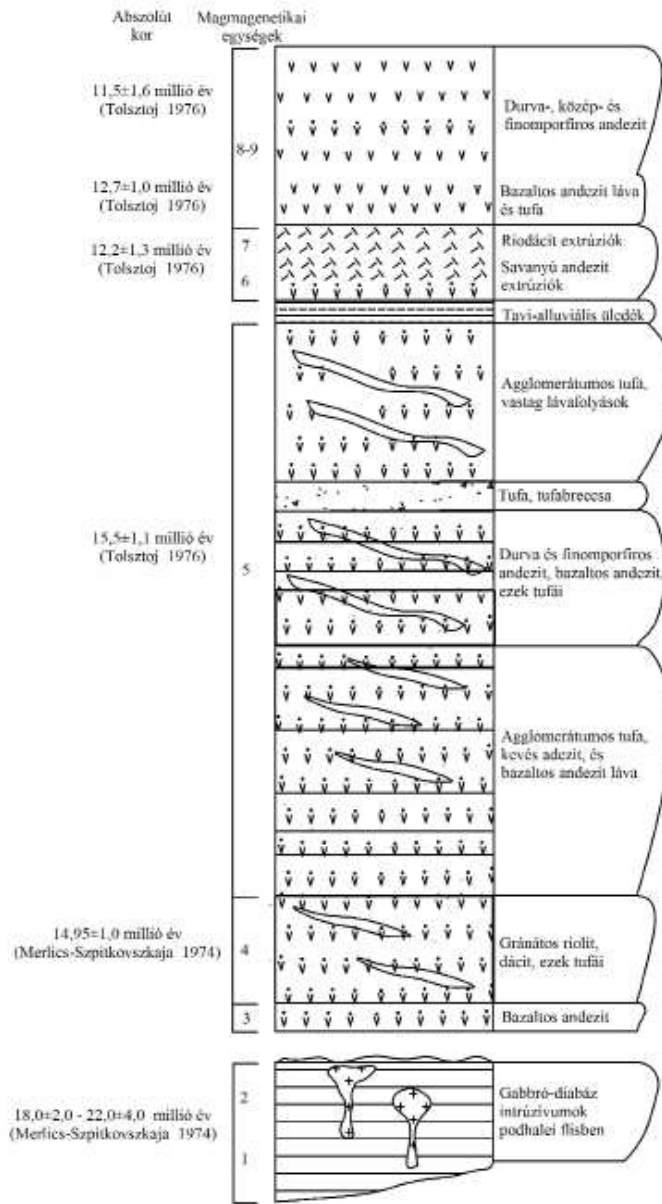 Abszolút
kor
Magmagenetikai
egységek
11,5±1,6 millió év
(Tolsztoj 1976)
Durva-, közép- és
finomporfiros andezit
8-9
12,7±1,0 millió év
(Tolsztoj 1976)
Bazaltos andezit láva
és tufa
12,2±1,3 millió év
(Tolsztoj 1976)
7
Riodácit extrúziók
6
Savanyú andezit
extrúziók
Tavi-alluviális üledék
Agglomerátumos tufa,
vastag lávafolyások
Tufa, tufabreccsa
15,5±1,1 millió év
(Tolsztoj 1976)
5
Durva és finomporfiros
andezit, bazaltos andezit,
ezek tufái
Agglomerátumos tufa,
kevés adezit, és
bazaltos andezit láva
14,95±1,0 millió év
(Merlics-Szpitkovszkaja 1974)
4
Gránátos riolit,
dácit, ezek tufái
3
Bazaltos andezit
18,0±2,0 - 22,0±4,0 millió év
(Merlics-Szpitkovszkaja 1974)
2
1
Gabbró-diabáz
intrúzivumok
podhalei flisben